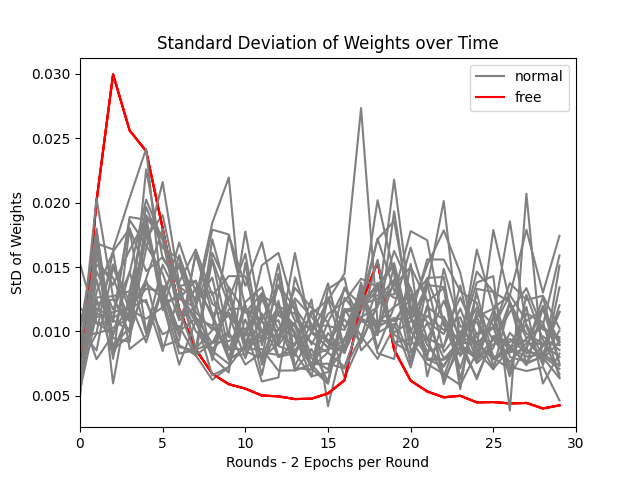 Standard Deviation of Weights over Time
normal
free
StD of Weights
0.030
0.025
0.020
0.015
0.010
0.005
0 5 10 15 20 25 30
Rounds - 2 Epochs per Round